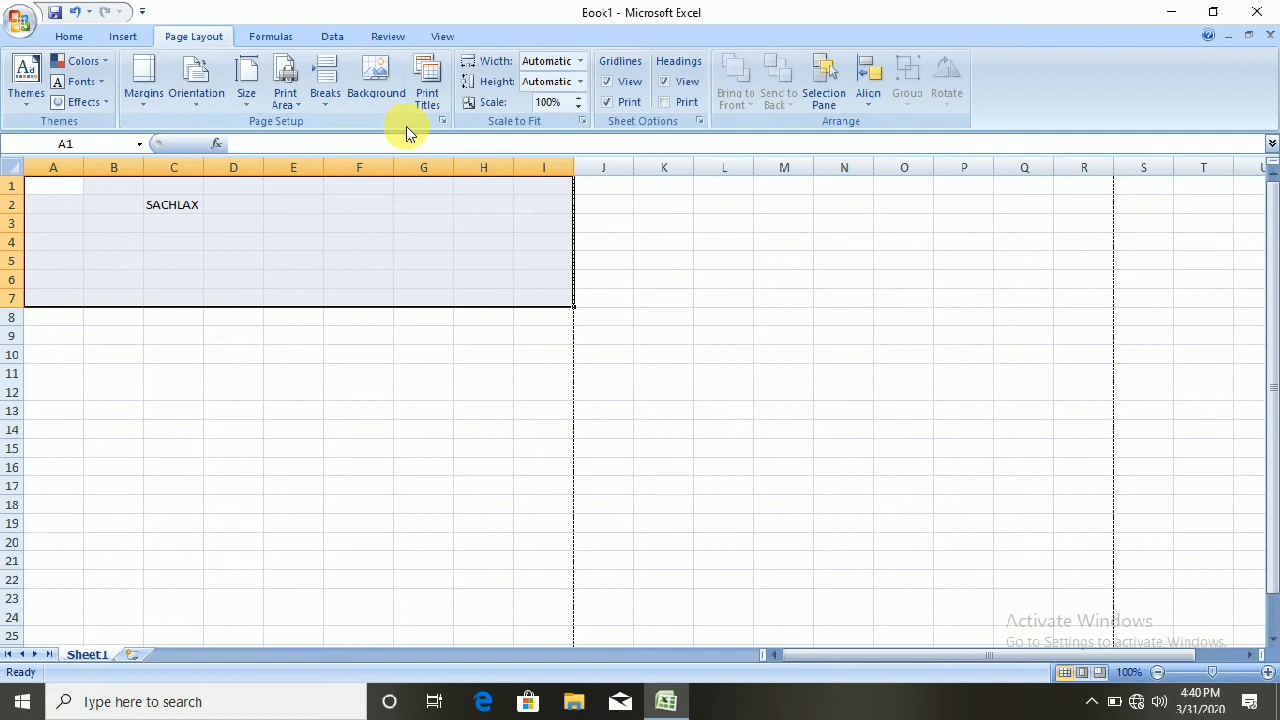 Book1 - Microsoft Excel
Home Insert Page Layout Formulas Data Review View
Themes
Colors
Fonts
Effects
Themes
Margins
Orientation
Size
Print Area
Breaks
Background
Print Titles
Page Setup
Width: Automatic
Height: Automatic
Scale: 100%
Scale to Fit
Gridlines
View
Print
Headings
View
Print
Sheet Options
Bring to Front
Send to Back
Selection Pane
Align
Group
Rotate
Arrange
A1
fx
A B C D E F G H I J K L M N O P Q R S T U
1
2 SACHLAX
3
4
5
6
7
8
9
10
11
12
13
14
15
16
17
18
19
20
21
22
23
24
25
Activate Windows
Go to Settings to activate Windows.
Sheet1
Ready
100%
Type here to search
4:40 PM
3/31/2020